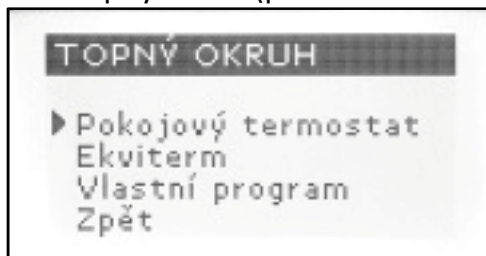 TOPNÝ OKRUH
Pokojový termostat
Ekviterm
Vlastní program
Zpět